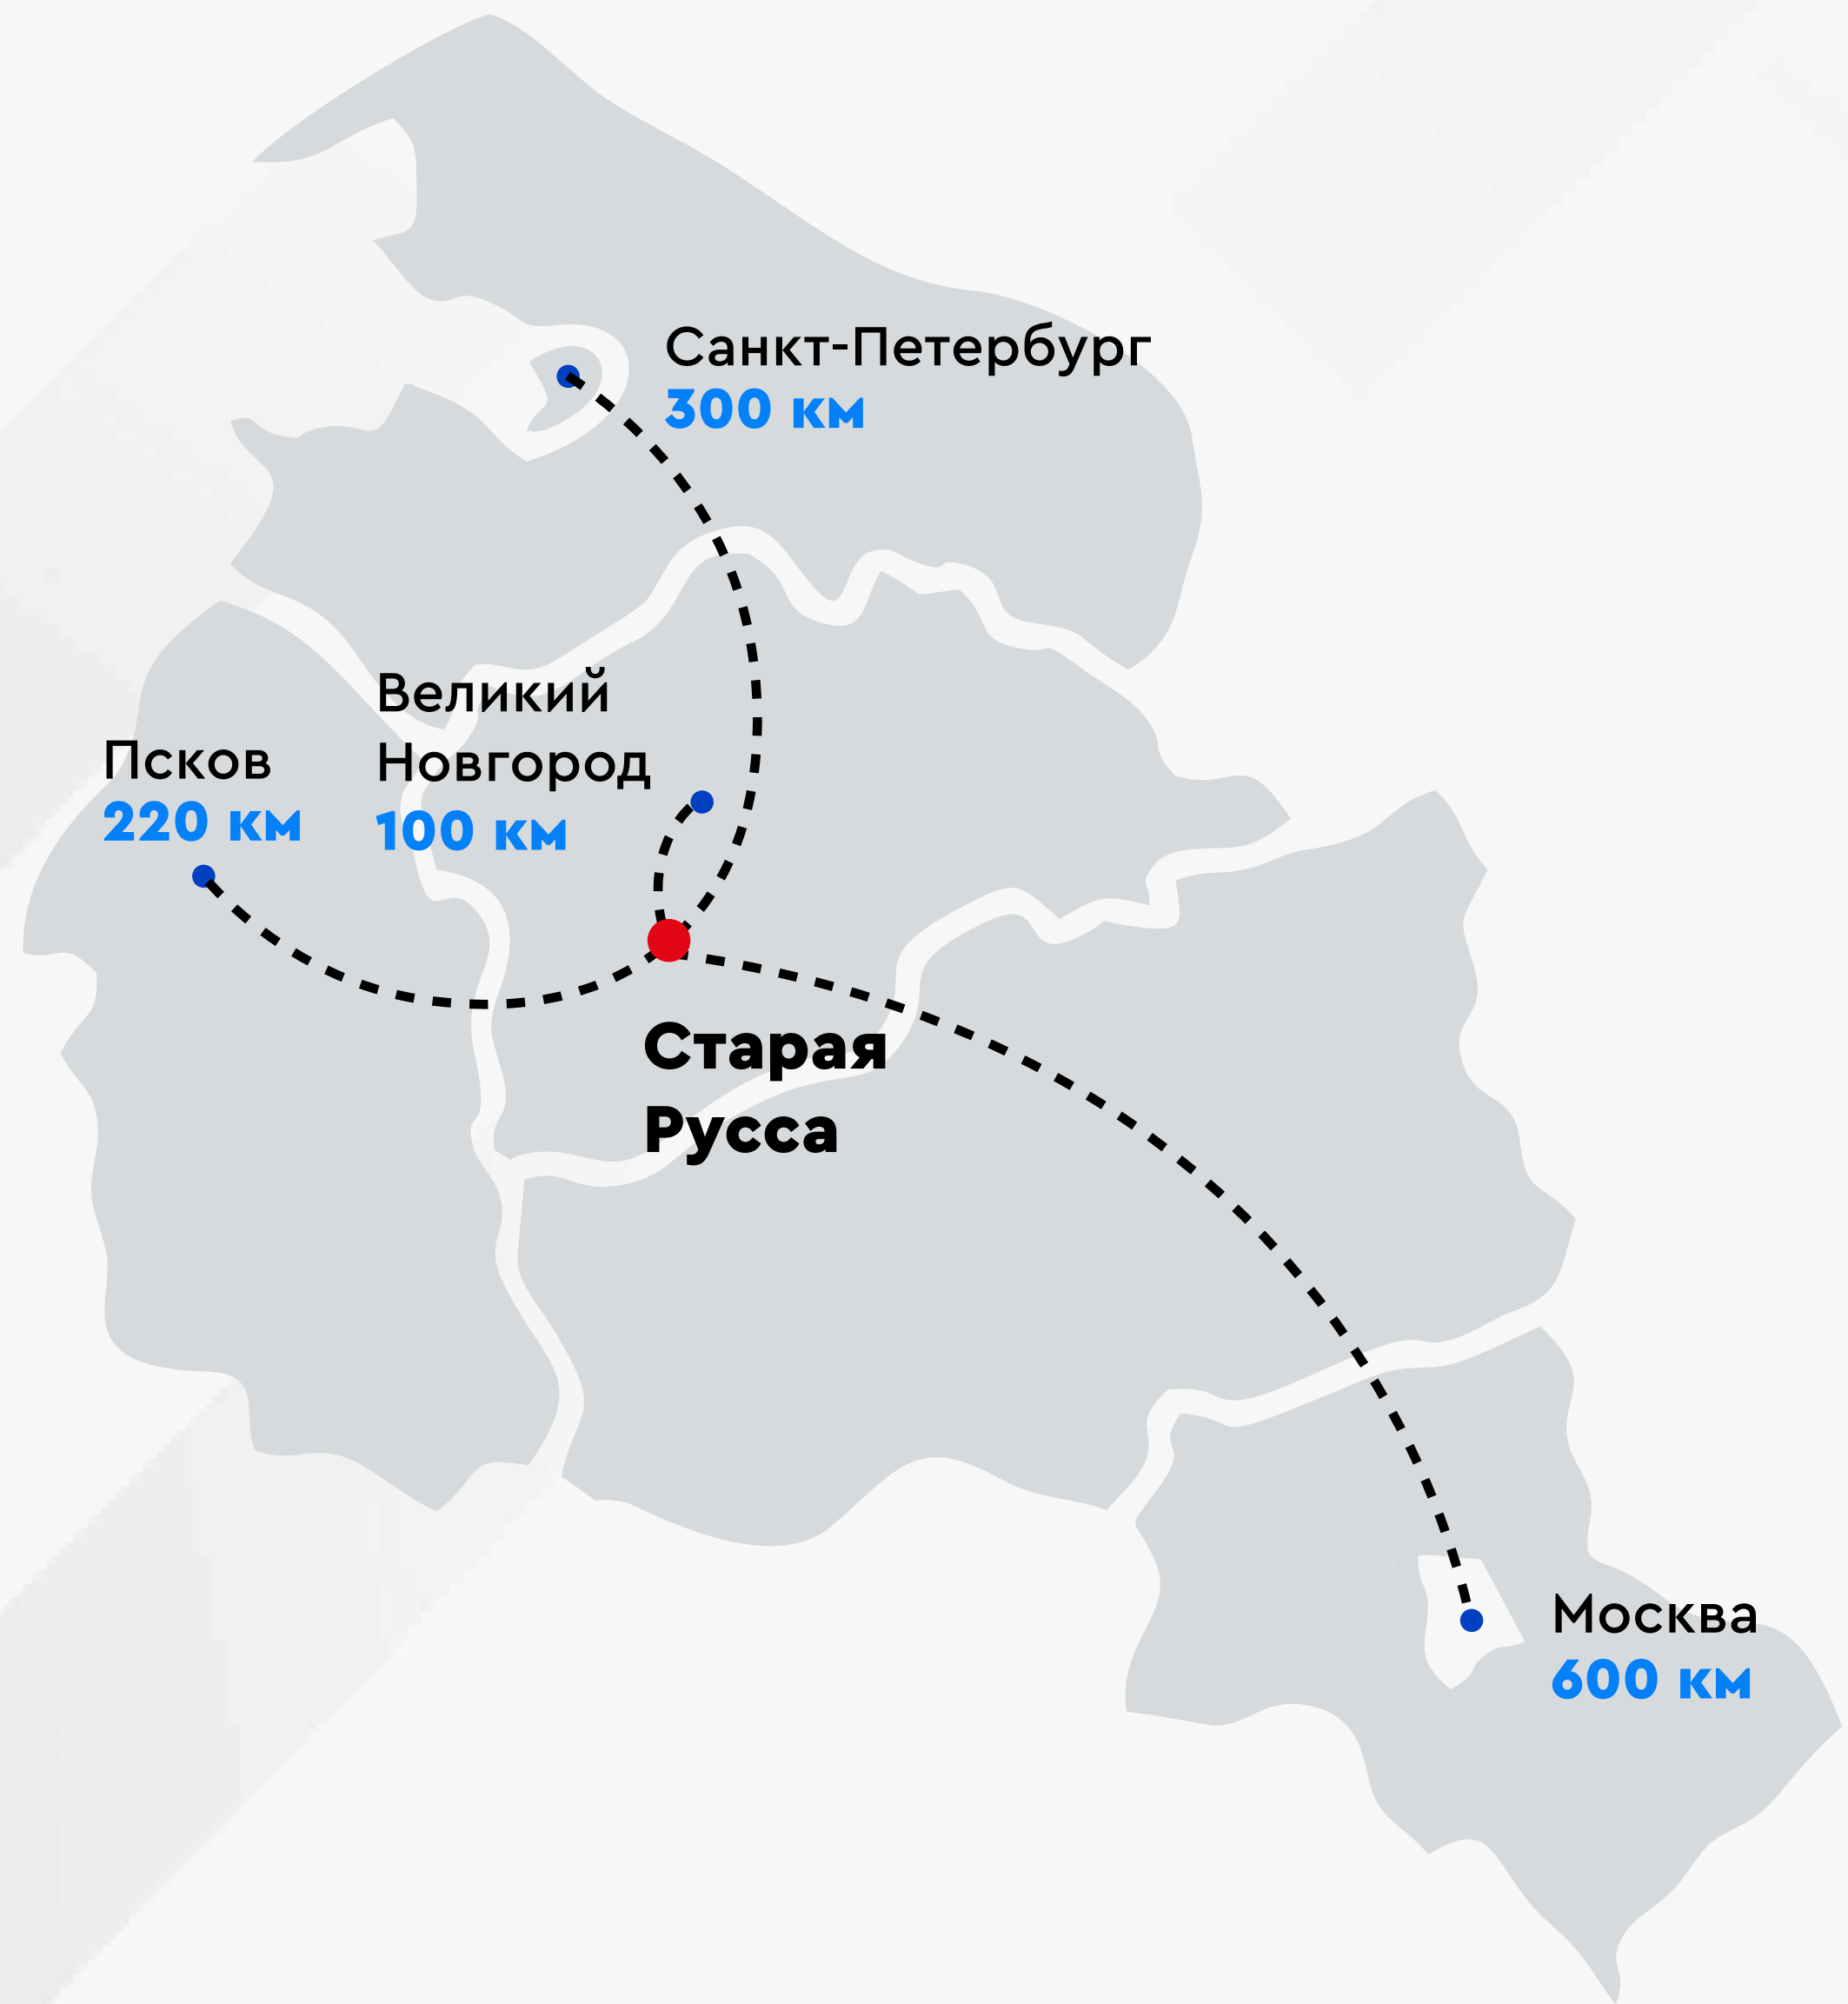 Санкт-Петербург
300 км
Великий
Новгород
100 км
Псков
220 км
Старая
Русса
Москва
600 км